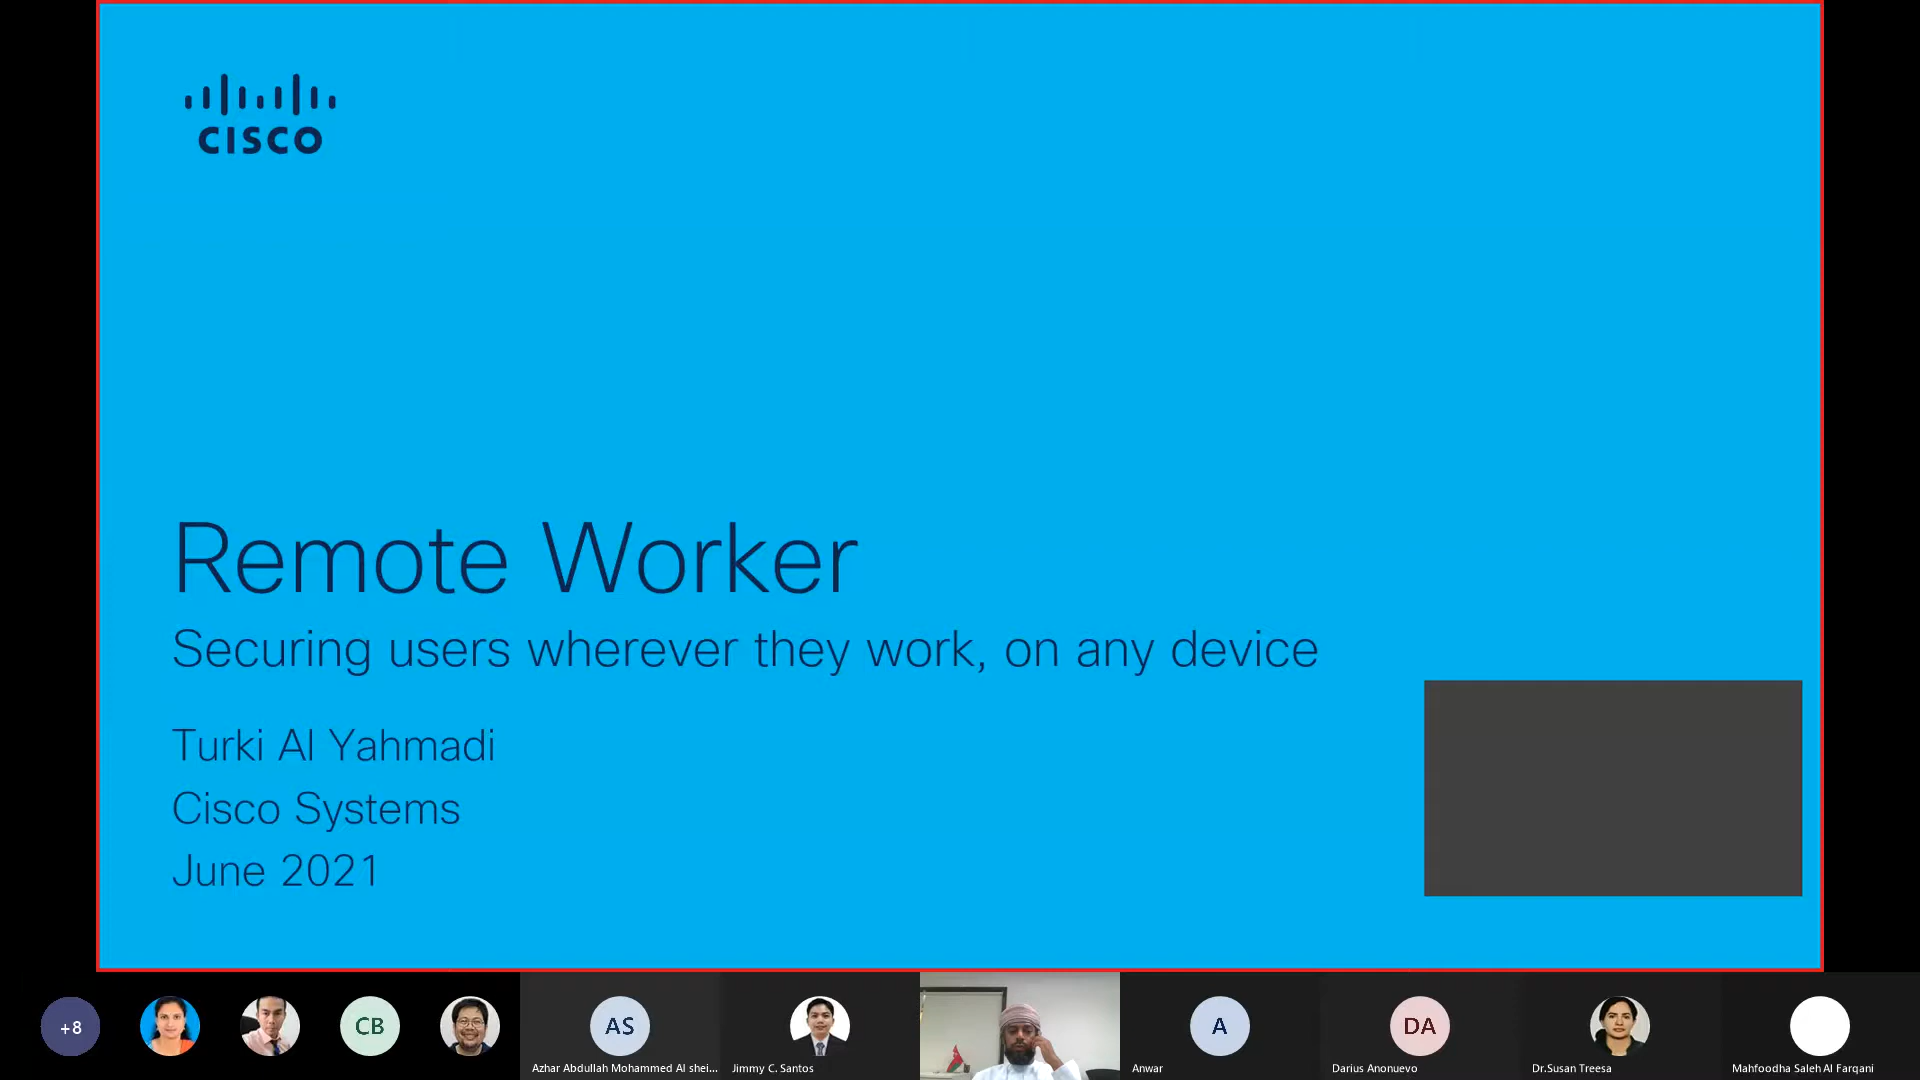 CISCO
Remote Worker
Securing users wherever they work, on any device
Turki Al Yahmadi
Cisco Systems
June 2021
+8
CB
AS
A
DA
Azhar Abdullah Mohammed Al shei...
Jimmy C. Santos
Anwar
Darius Anonuevo
Dr.Susan Treesa
Mahfoodha Saleh Al Farqani